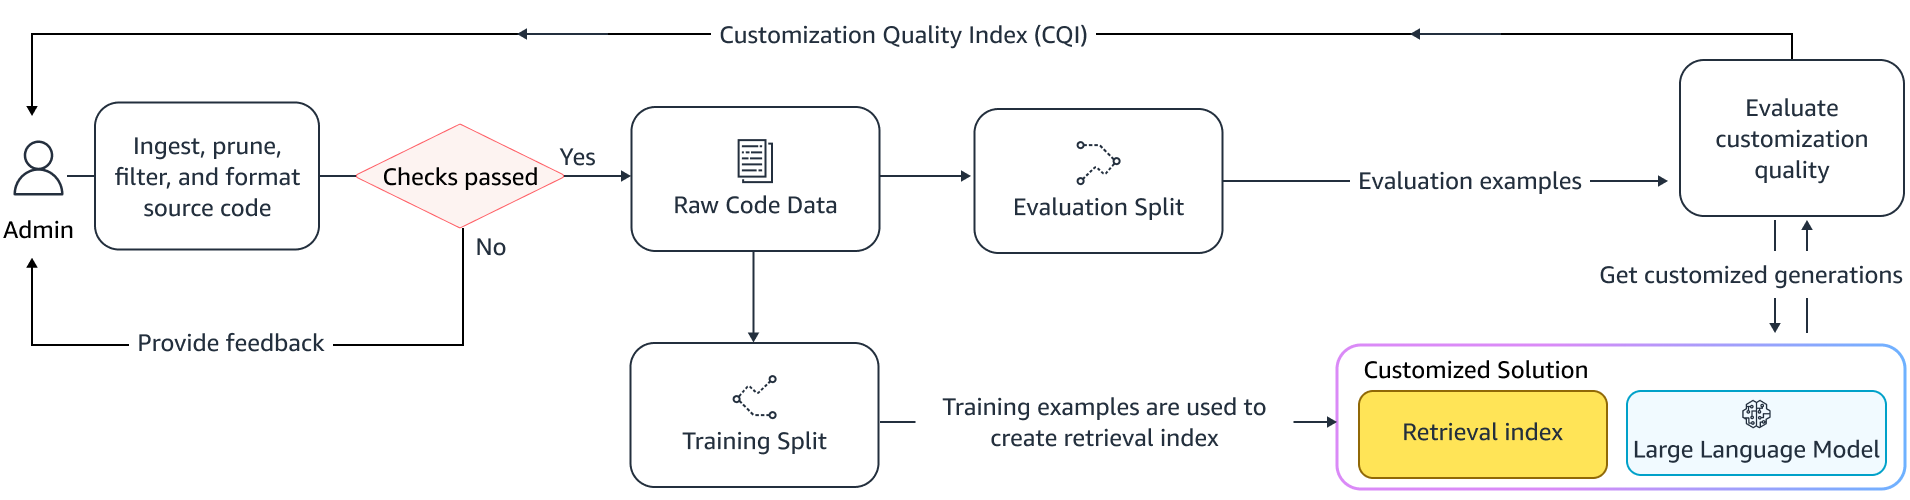 Customization Quality Index (CQI)
Admin
Ingest, prune,
filter, and format
source code
Checks passed
Yes
No
Provide feedback
Raw Code Data
Evaluation Split
Evaluation examples
Evaluate
customization
quality
Get customized generations
Training Split
Training examples are used to
create retrieval index
Customized Solution
Retrieval index
Large Language Model